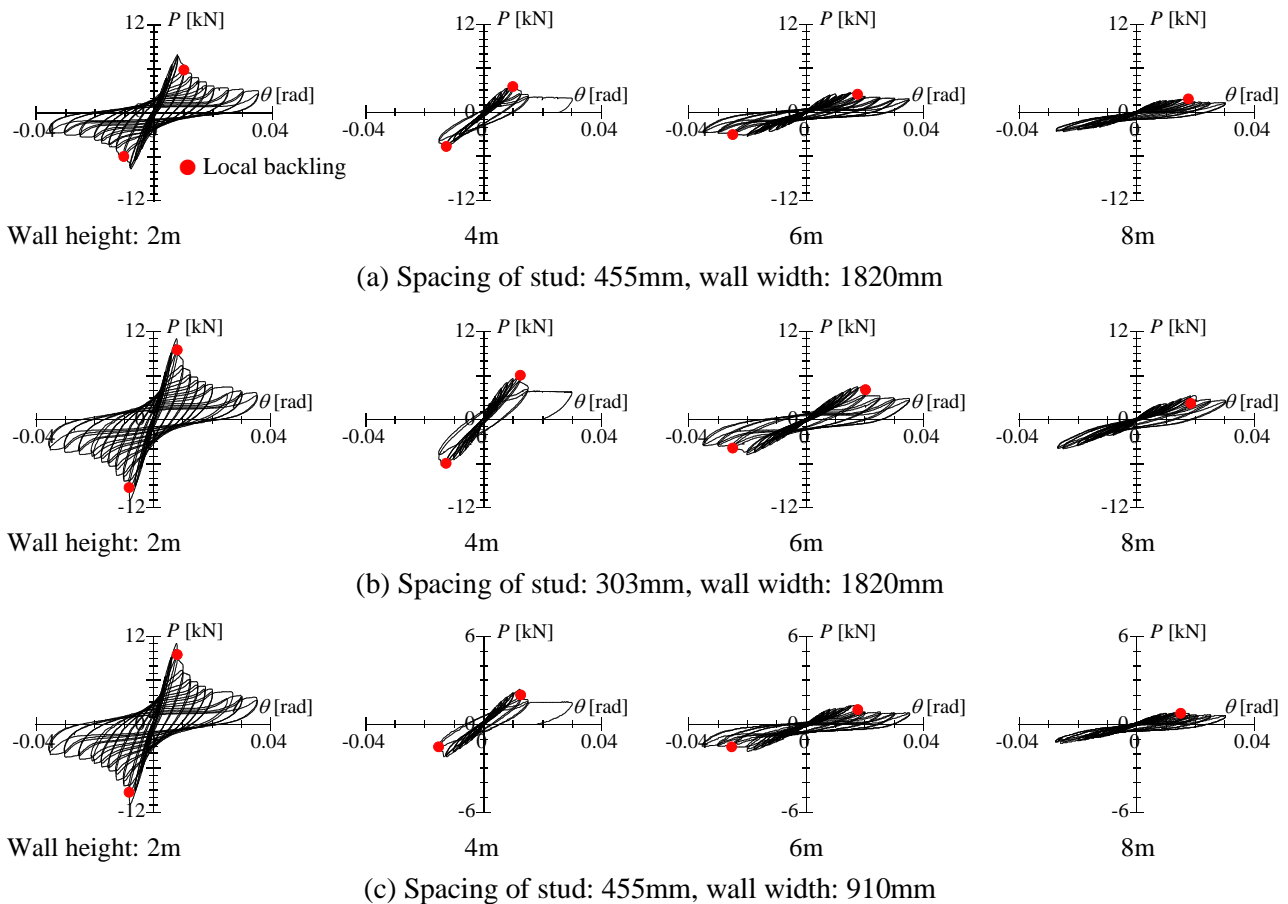 12 P [kN] 12 P [kN] 12 P [kN] 12 P [kN]
θ [rad] θ [rad] θ [rad] θ [rad]
-0.04 0.04 -0.04 0 0.04 -0.04 0 0.04 -0.04 0 0.04
Local backling
-12 -12 -12 -12
Wall height: 2m 4m 6m 8m
(a) Spacing of stud: 455mm, wall width: 1820mm
12 P [kN] 12 P [kN] 12 P [kN] 12 P [kN]
θ [rad] θ [rad] θ [rad] θ [rad]
-0.04 0 0.04 -0.04 0 0.04 -0.04 0 0.04 -0.04 0 0.04
-12 -12 -12 -12
Wall height: 2m 4m 6m 8m
(b) Spacing of stud: 303mm, wall width: 1820mm
12 P [kN] 6 P [kN] 6 P [kN] 6 P [kN]
θ [rad] θ [rad] θ [rad] θ [rad]
-0.04 0 0.04 -0.04 0 0.04 -0.04 0 0.04 -0.04 0 0.04
-12 -6 -6 -6
Wall height: 2m 4m 6m 8m
(c) Spacing of stud: 455mm, wall width: 910mm